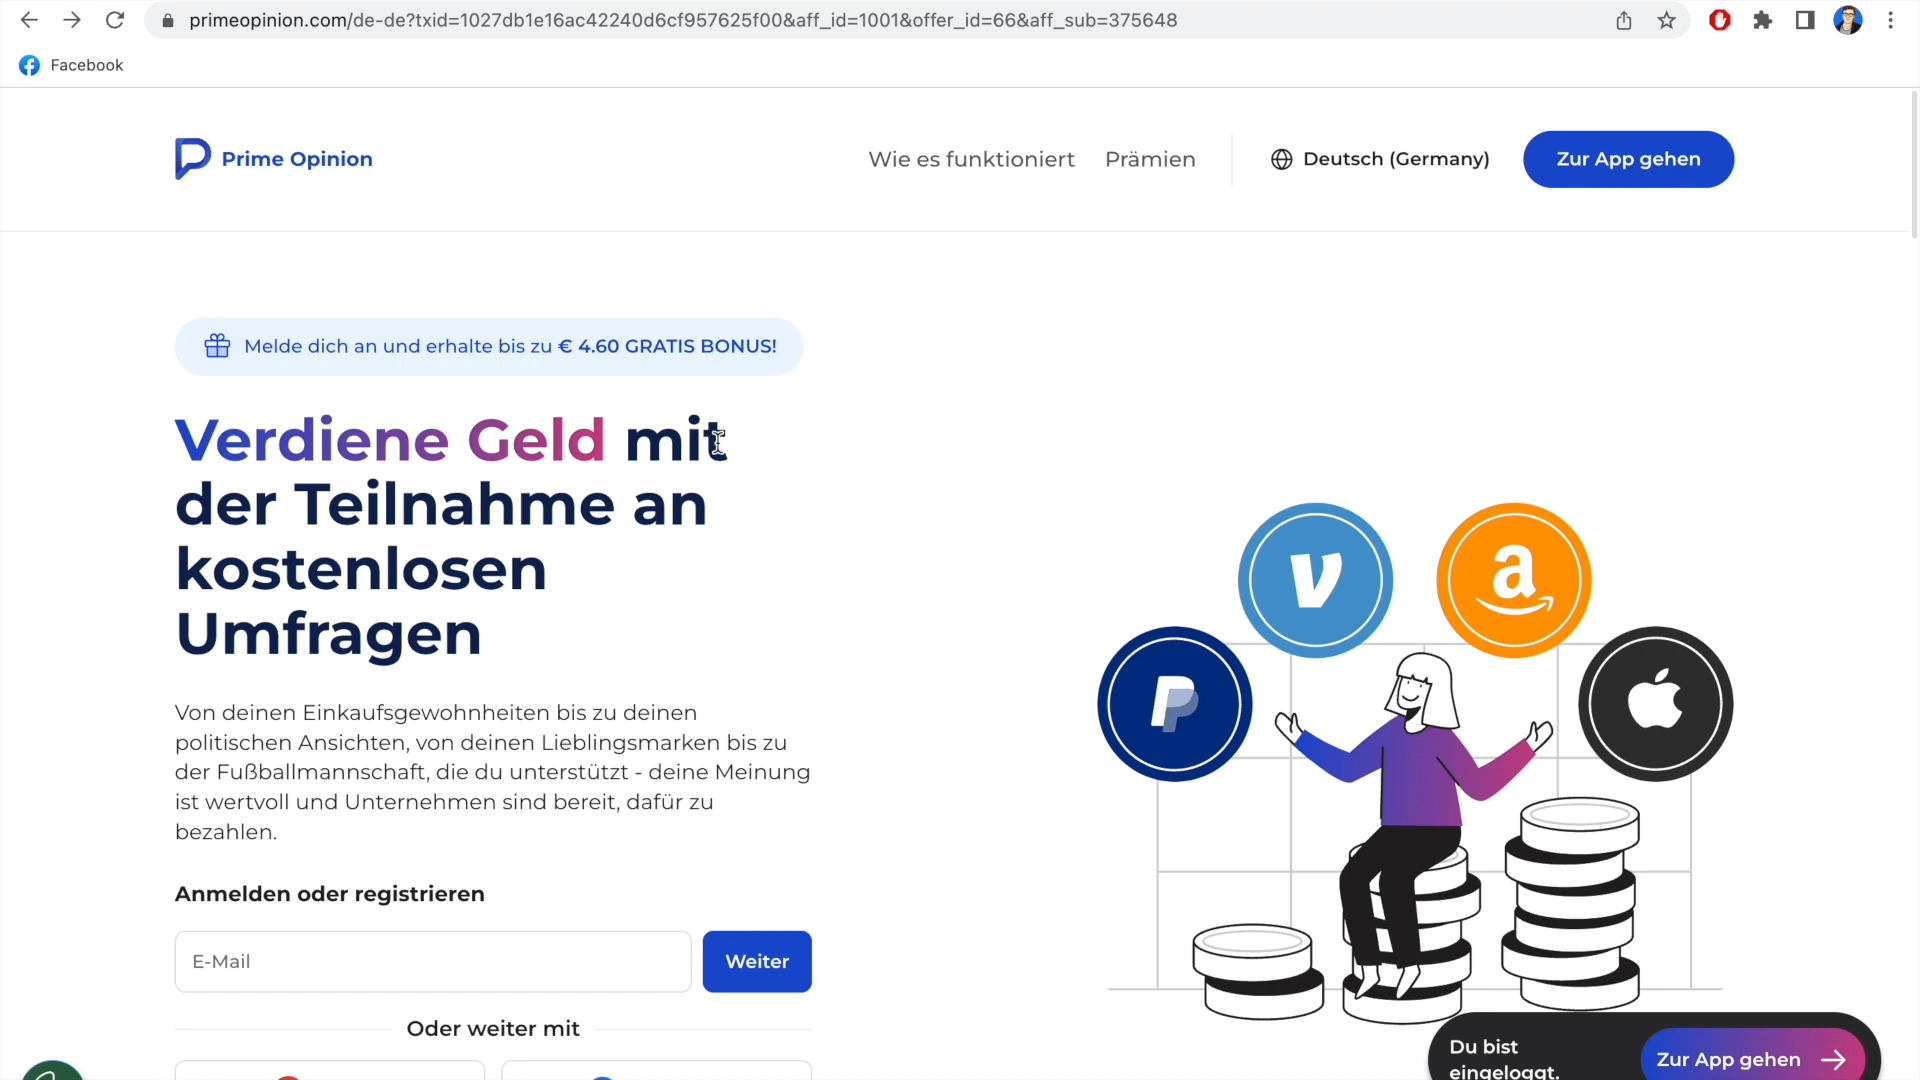 primeopinion.com/de-de?txid=1027db1e16ac42240d6cf957625f00&aff_id=1001&offer_id=66&aff_sub=375648
Facebook
Prime Opinion
Wie es funktioniert
Prämien
Deutsch (Germany)
Zur App gehen
Melde dich an und erhalte bis zu € 4.60 GRATIS BONUS!
Verdiene Geld mit
der Teilnahme an
kostenlosen
Umfragen
Von deinen Einkaufsgewohnheiten bis zu deinen
politischen Ansichten, von deinen Lieblingsmarken bis zu
der Fußballmannschaft, die du unterstützt - deine Meinung
ist wertvoll und Unternehmen sind bereit, dafür zu
bezahlen.
Anmelden oder registrieren
E-Mail
Weiter
Oder weiter mit
Du bist
eingeloggt.
Zur App gehen